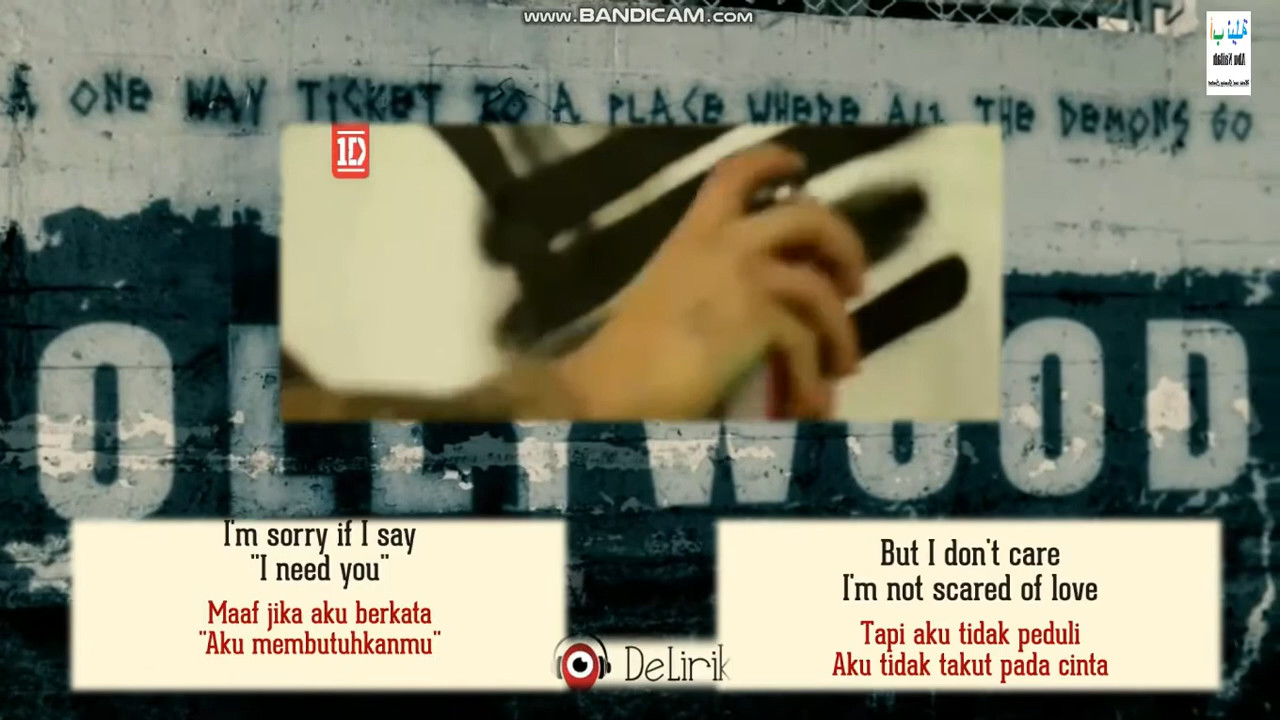 www.BANDICAM.com
A ONE WAY TICKET TO A PLACE WHERE ALL THE DEMONS GO
1D
OLLYWOOD
I'm sorry if I say
"I need you"
Maaf jika aku berkata
"Aku membutuhkanmu"
But I don't care
I'm not scared of love
Tapi aku tidak peduli
Aku tidak takut pada cinta
DeLirik